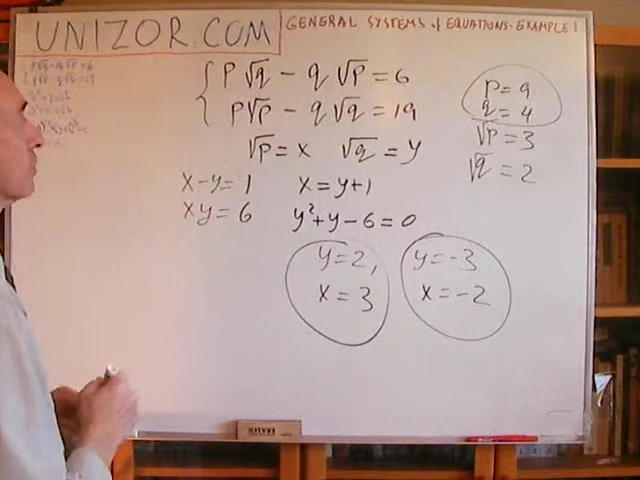 UNIZOR.COM
GENERAL SYSTEMS of EQUATIONS-EXAMPLE 1
p√q - q√p = 6
p√p - q√q = 19
√p = x √q = y
x-y=1 x=y+1
xy=6 y²+y-6=0
y=2, y=-3
x=3 x=-2
p=9
q=4
√p=3
√q=2